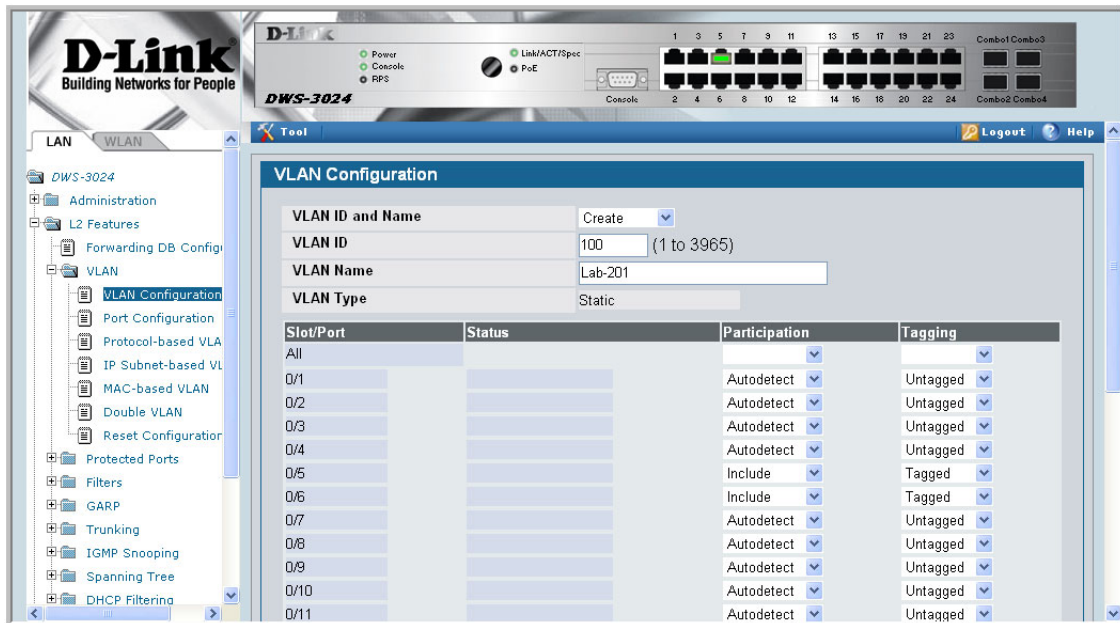 D-Link
Building Networks for People
D-Link
Power
Console
RPS
Link/ACT/Spec
PoE
DWS-3024
Console
1 3 5 7 9 11 13 15 17 19 21 23
2 4 6 8 10 12 14 16 18 20 22 24
Combo1 Combo3
Combo2 Combo4
LAN WLAN
Tool Logout Help
DWS-3024
Administration
L2 Features
Forwarding DB Config
VLAN
VLAN Configuration
Port Configuration
Protocol-based VLA
IP Subnet-based VL
MAC-based VLAN
Double VLAN
Reset Configuration
Protected Ports
Filters
GARP
Trunking
IGMP Snooping
Spanning Tree
DHCP Filtering
VLAN Configuration
VLAN ID and Name Create
VLAN ID 100 (1 to 3965)
VLAN Name Lab-201
VLAN Type Static
Slot/Port Status Participation Tagging
All
0/1 Autodetect Untagged
0/2 Autodetect Untagged
0/3 Autodetect Untagged
0/4 Autodetect Untagged
0/5 Include Tagged
0/6 Include Tagged
0/7 Autodetect Untagged
0/8 Autodetect Untagged
0/9 Autodetect Untagged
0/10 Autodetect Untagged
0/11 Autodetect Untagged